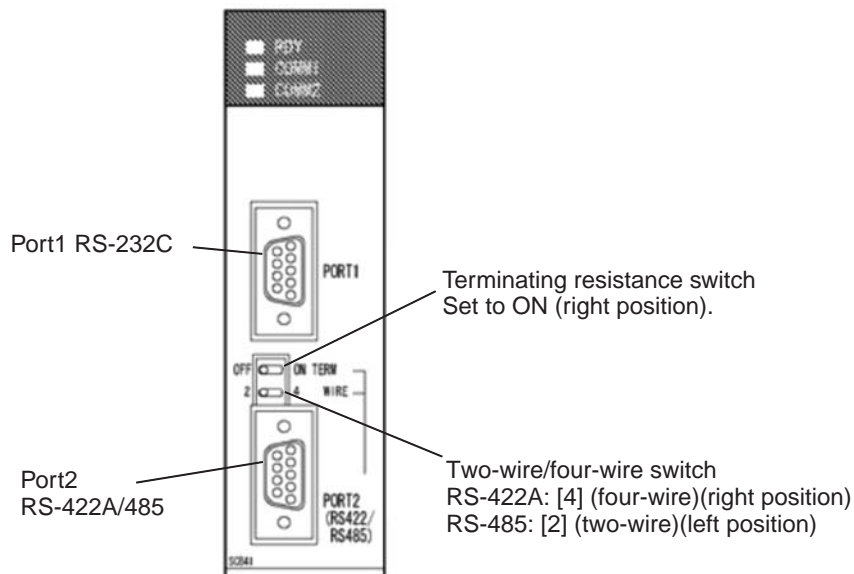 RDY
COMM1
COMM2
Port1 RS-232C
PORT1
Terminating resistance switch
Set to ON (right position).
OFF ON TERM
2 4 WIRE
Port2
RS-422A/485
PORT2
(RS422/
RS485)
Two-wire/four-wire switch
RS-422A: [4] (four-wire)(right position)
RS-485: [2] (two-wire)(left position)
SCB41